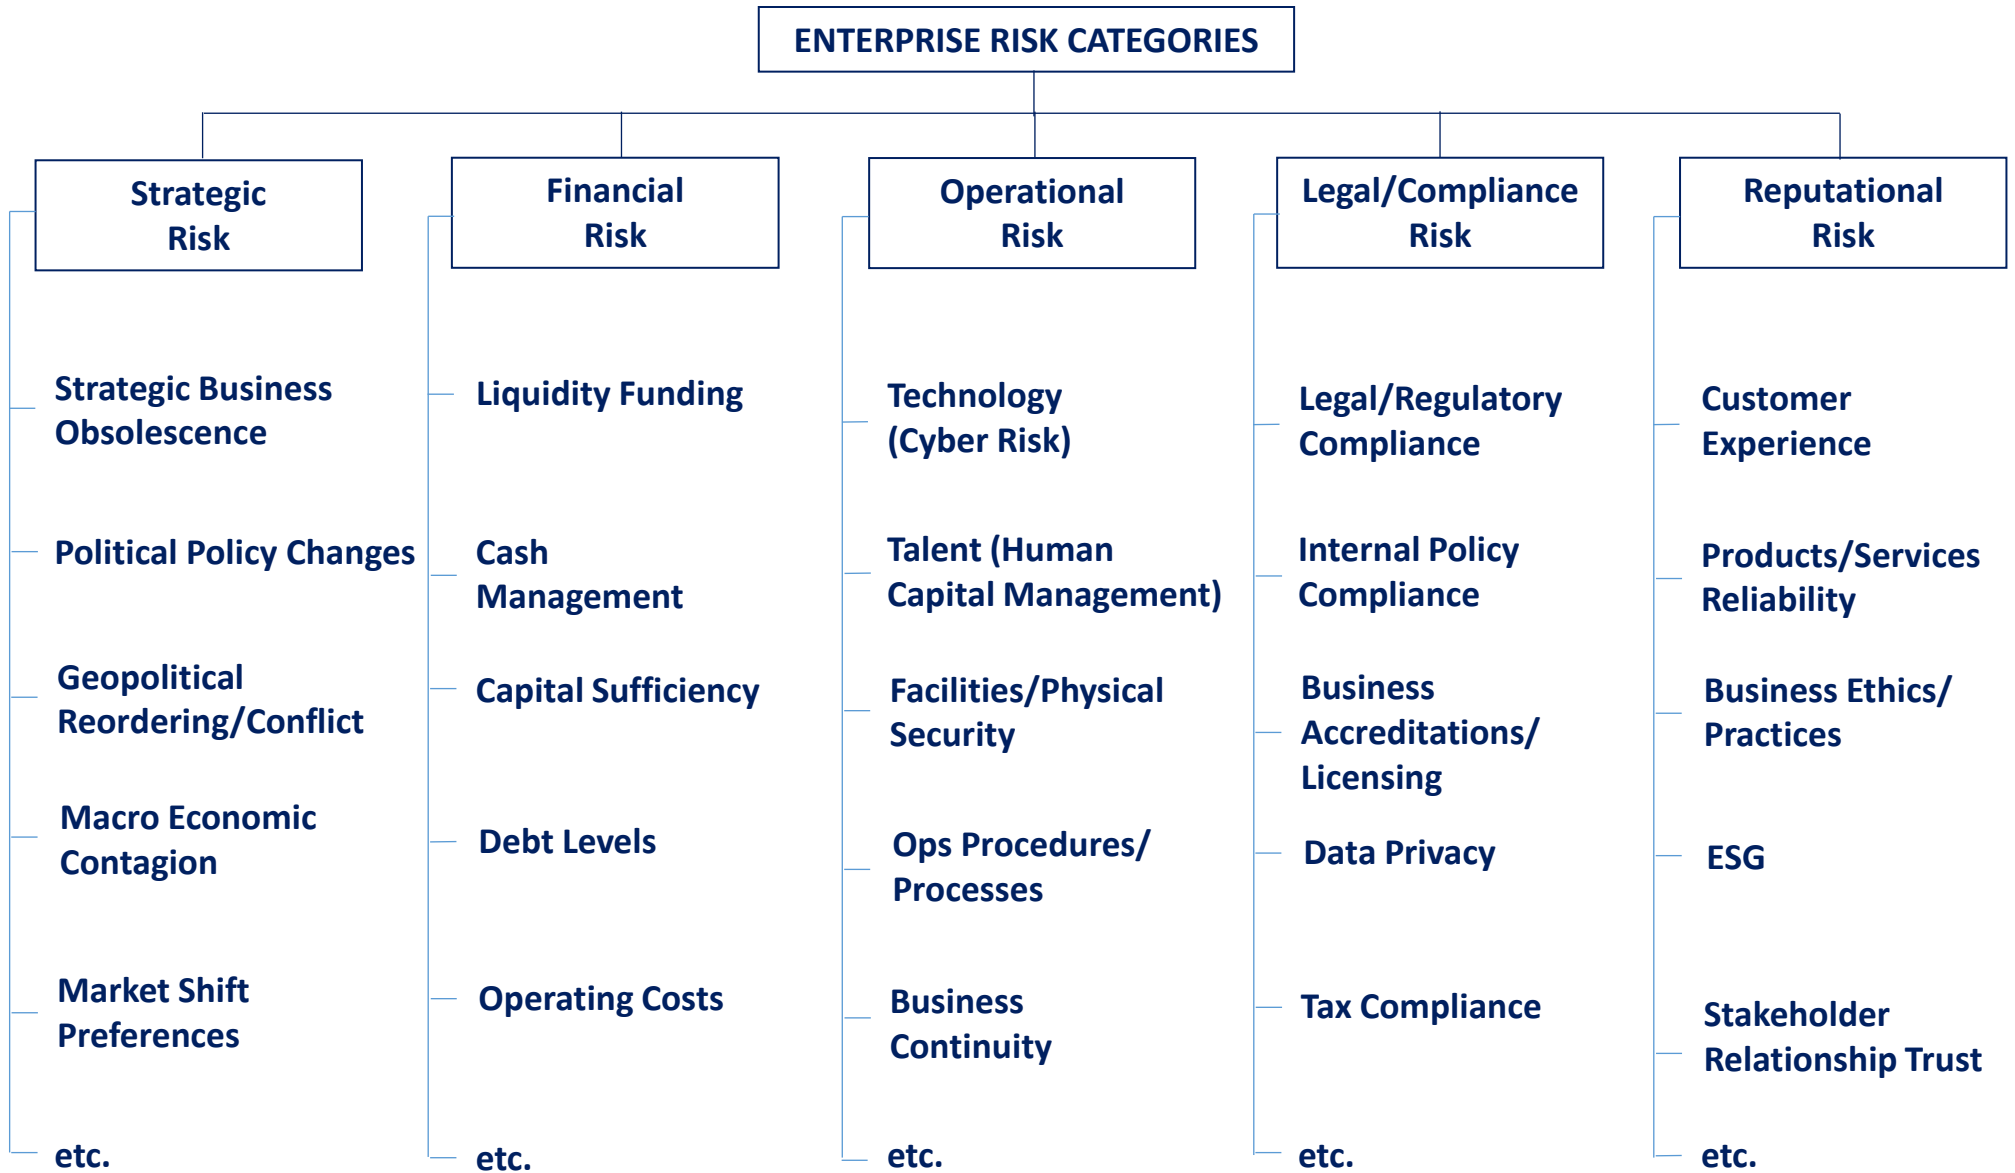 ENTERPRISE RISK CATEGORIES
Strategic
Risk
Strategic Business
Obsolescence
Political Policy Changes
Geopolitical
Reordering/Conflict
Macro Economic
Contagion
Market Shift
Preferences
etc.
Financial
Risk
Liquidity Funding
Cash
Management
Capital Sufficiency
Debt Levels
Operating Costs
etc.
Operational
Risk
Technology
(Cyber Risk)
Talent (Human
Capital Management)
Facilities/Physical
Security
Ops Procedures/
Processes
Business
Continuity
etc.
Legal/Compliance
Risk
Legal/Regulatory
Compliance
Internal Policy
Compliance
Business
Accreditations/
Licensing
Data Privacy
Tax Compliance
etc.
Reputational
Risk
Customer
Experience
Products/Services
Reliability
Business Ethics/
Practices
ESG
Stakeholder
Relationship Trust
etc.